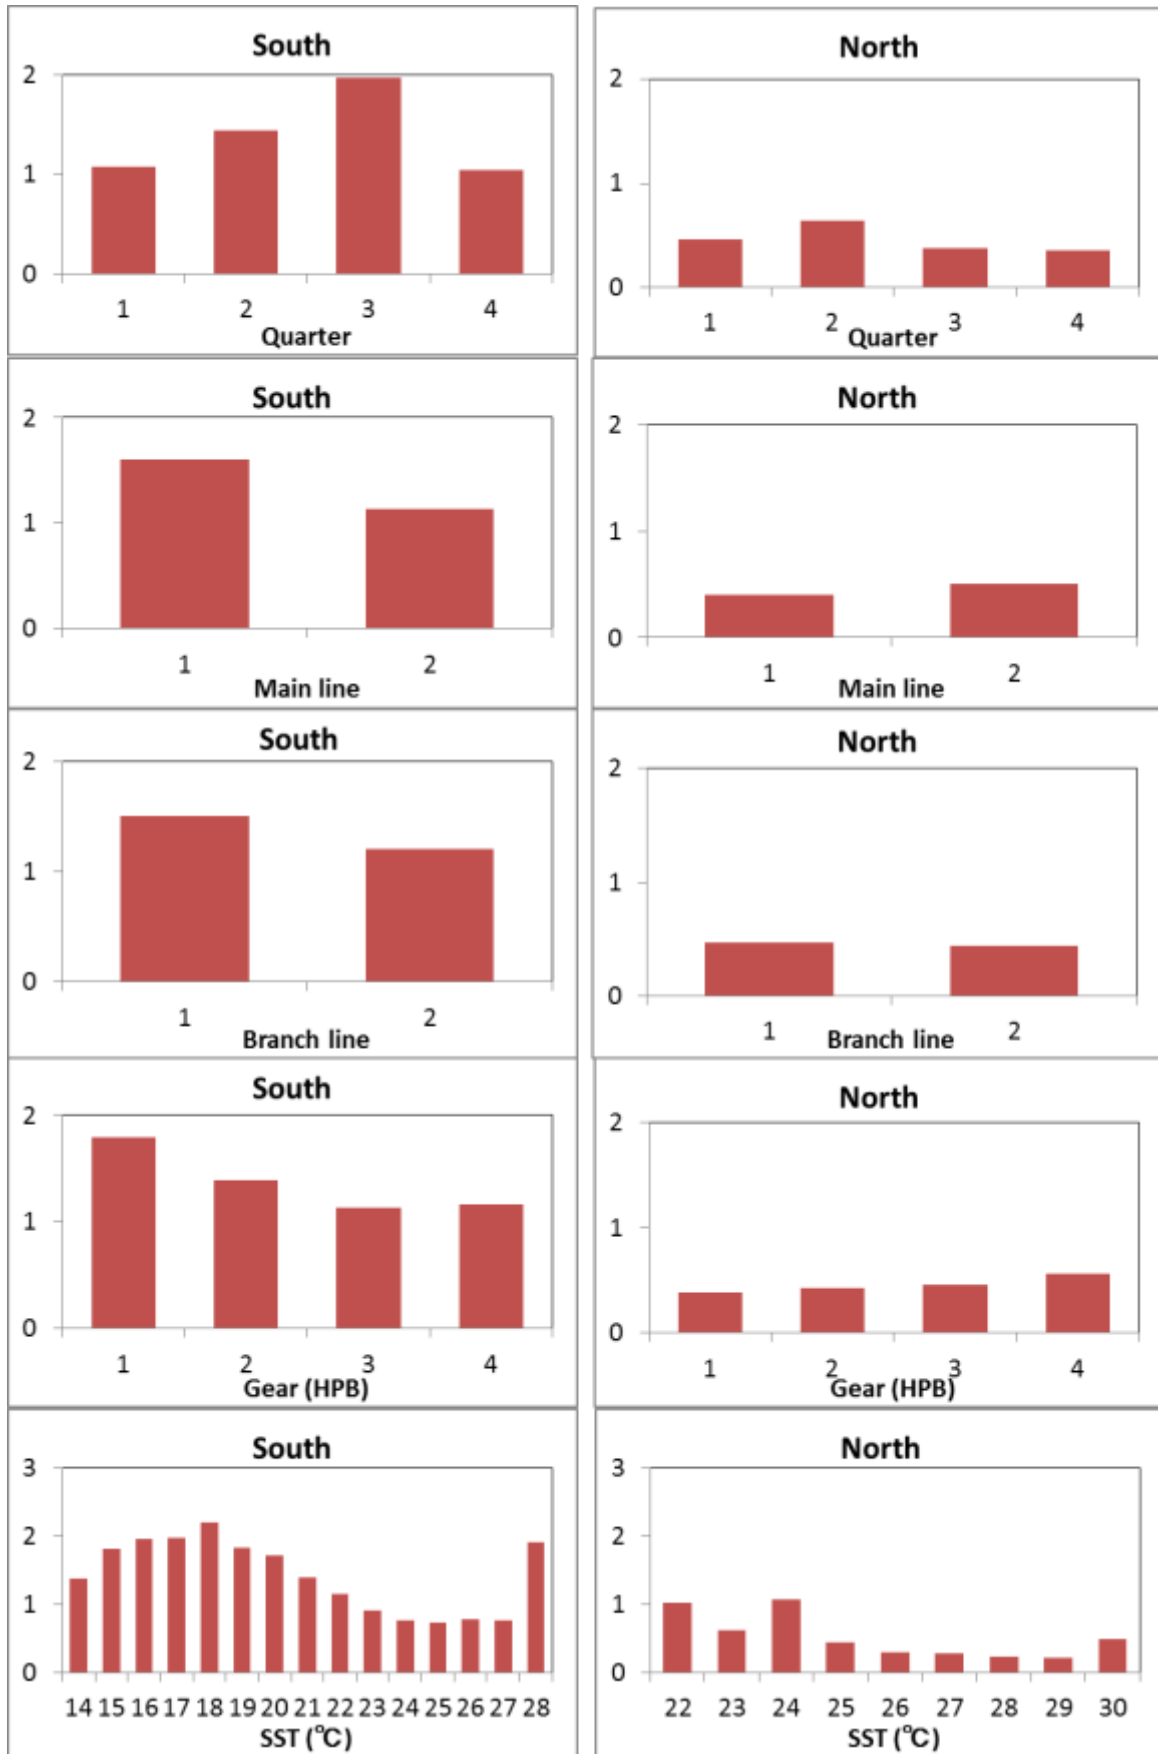 South
2
1
0
1 2 3 4
Quarter
North
2
1
0
1 2 3 4
Quarter
South
2
1
0
1 2
Main line
North
2
1
0
1 2
Main line
South
2
1
0
1 2
Branch line
North
2
1
0
1 2
Branch line
South
2
1
0
1 2 3 4
Gear (HPB)
North
2
1
0
1 2 3 4
Gear (HPB)
South
3
2
1
0
14 15 16 17 18 19 20 21 22 23 24 25 26 27 28
SST (℃)
North
3
2
1
0
22 23 24 25 26 27 28 29 30
SST (℃)